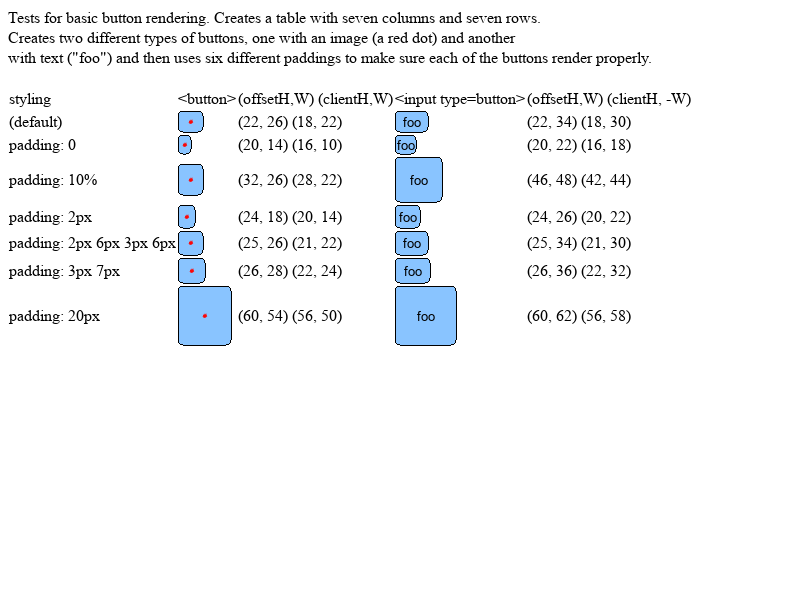 Tests for basic button rendering. Creates a table with seven columns and seven rows.
Creates two different types of buttons, one with an image (a red dot) and another
with text ("foo") and then uses six different paddings to make sure each of the buttons render properly.
styling <button> (offsetH,W) (clientH,W) <input type=button> (offsetH,W) (clientH, -W)
(default) (22, 26) (18, 22) foo (22, 34) (18, 30)
padding: 0 (20, 14) (16, 10) foo (20, 22) (16, 18)
padding: 10% (32, 26) (28, 22) foo (46, 48) (42, 44)
padding: 2px (24, 18) (20, 14) foo (24, 26) (20, 22)
padding: 2px 6px 3px 6px (25, 26) (21, 22) foo (25, 34) (21, 30)
padding: 3px 7px (26, 28) (22, 24) foo (26, 36) (22, 32)
padding: 20px (60, 54) (56, 50) foo (60, 62) (56, 58)